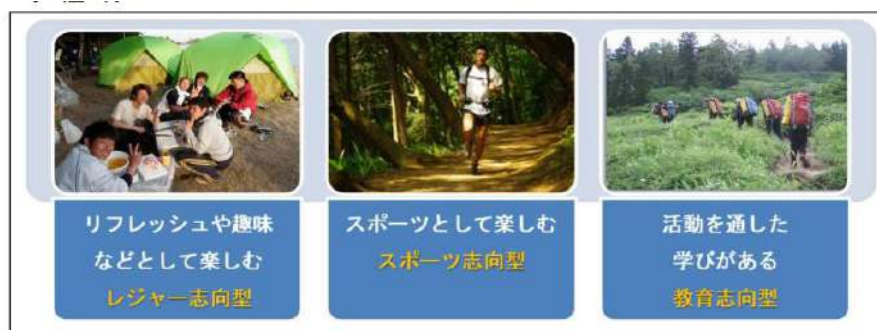 リフレッシュや趣味
などとして楽しむ
レジャー志向型
スポーツとして楽しむ
スポーツ志向型
活動を通した
学びがある
教育志向型